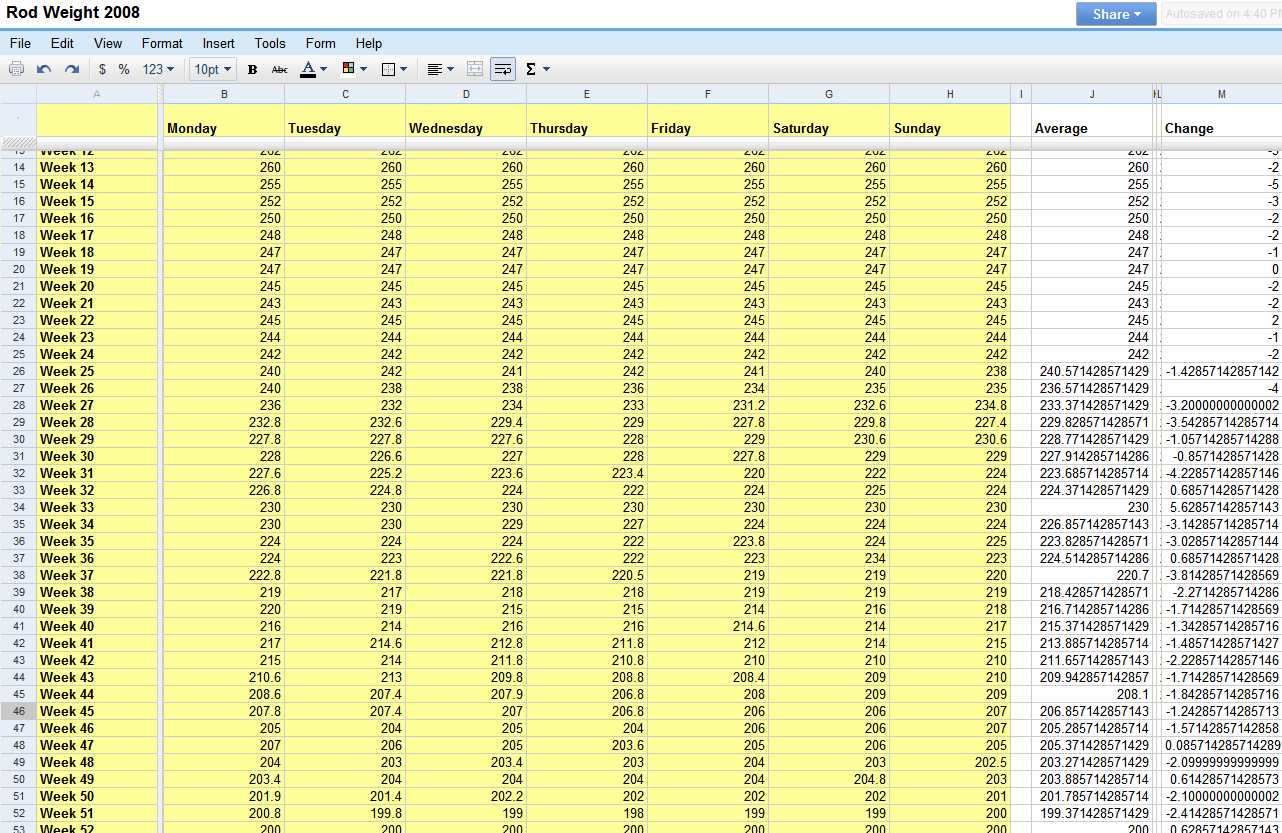 Rod Weight 2008
Share Autosaved on 4:40 PM
File Edit View Format Insert Tools Form Help
$ % 123 10pt B Abc A Σ
A B C D E F G H I J L M
Monday Tuesday Wednesday Thursday Friday Saturday Sunday Average Change
13 Week 12 262 262 262 262 262 262 262 262
14 Week 13 260 260 260 260 260 260 260 260 -2
15 Week 14 255 255 255 255 255 255 255 255 -5
16 Week 15 252 252 252 252 252 252 252 252 -3
17 Week 16 250 250 250 250 250 250 250 250 -2
18 Week 17 248 248 248 248 248 248 248 248 -2
19 Week 18 247 247 247 247 247 247 247 247 -1
20 Week 19 247 247 247 247 247 247 247 247 0
21 Week 20 245 245 245 245 245 245 245 245 -2
22 Week 21 243 243 243 243 243 243 243 243 -2
23 Week 22 245 245 245 245 245 245 245 245 2
24 Week 23 244 244 244 244 244 244 244 244 -1
25 Week 24 242 242 242 242 242 242 242 242 -2
26 Week 25 240 242 241 242 241 240 238 240.571428571429 -1.42857142857142
27 Week 26 240 238 238 236 234 235 235 236.571428571429 -4
28 Week 27 236 232 234 233 231.2 232.6 234.8 233.371428571429 -3.20000000000002
29 Week 28 232.8 232.6 229.4 229 227.8 229.8 227.4 229.828571428571 -3.54285714285714
30 Week 29 227.8 227.8 227.6 228 229 230.6 230.6 228.771428571429 -1.05714285714288
31 Week 30 228 226.6 227 228 227.8 229 229 227.914285714286 -0.8571428571428
32 Week 31 227.6 225.2 223.6 223.4 220 222 224 223.685714285714 -4.22857142857146
33 Week 32 226.8 224.8 224 222 224 225 224 224.371428571429 0.68571428571428
34 Week 33 230 230 230 230 230 230 230 230 5.62857142857143
35 Week 34 230 230 229 227 224 224 224 226.857142857143 -3.14285714285714
36 Week 35 224 224 224 222 223.8 224 225 223.828571428571 -3.02857142857144
37 Week 36 224 223 222.6 222 223 234 223 224.514285714286 0.68571428571428
38 Week 37 222.8 221.8 221.8 220.5 219 219 220 220.7 -3.81428571428569
39 Week 38 219 217 218 218 219 219 219 218.428571428571 -2.2714285714286
40 Week 39 220 219 215 215 214 216 218 216.714285714286 -1.71428571428569
41 Week 40 216 214 216 216 214.6 214 217 215.371428571429 -1.34285714285716
42 Week 41 217 214.6 212.8 211.8 212 214 215 213.885714285714 -1.48571428571427
43 Week 42 215 214 211.8 210.8 210 210 210 211.657142857143 -2.22857142857146
44 Week 43 210.6 213 209.8 208.8 208.4 209 210 209.942857142857 -1.71428571428569
45 Week 44 208.6 207.4 207.9 206.8 208 209 209 208.1 -1.84285714285716
46 Week 45 207.8 207.4 207 206.8 206 206 207 206.857142857143 -1.24285714285713
47 Week 46 205 204 205 204 206 206 207 205.285714285714 -1.57142857142858
48 Week 47 207 206 205 203.6 205 206 205 205.371428571429 0.085714285714289
49 Week 48 204 203 203.4 203 204 203 202.5 203.271428571429 -2.09999999999999
50 Week 49 203.4 204 204 204 204 204.8 203 203.885714285714 0.61428571428573
51 Week 50 201.9 201.4 202.2 202 202 202 201 201.785714285714 -2.10000000000002
52 Week 51 200.8 199.8 199 198 199 199 200 199.371428571429 -2.41428571428571
53 Week 52 200 200 200 200 200 200 200 200 0.62857142857143